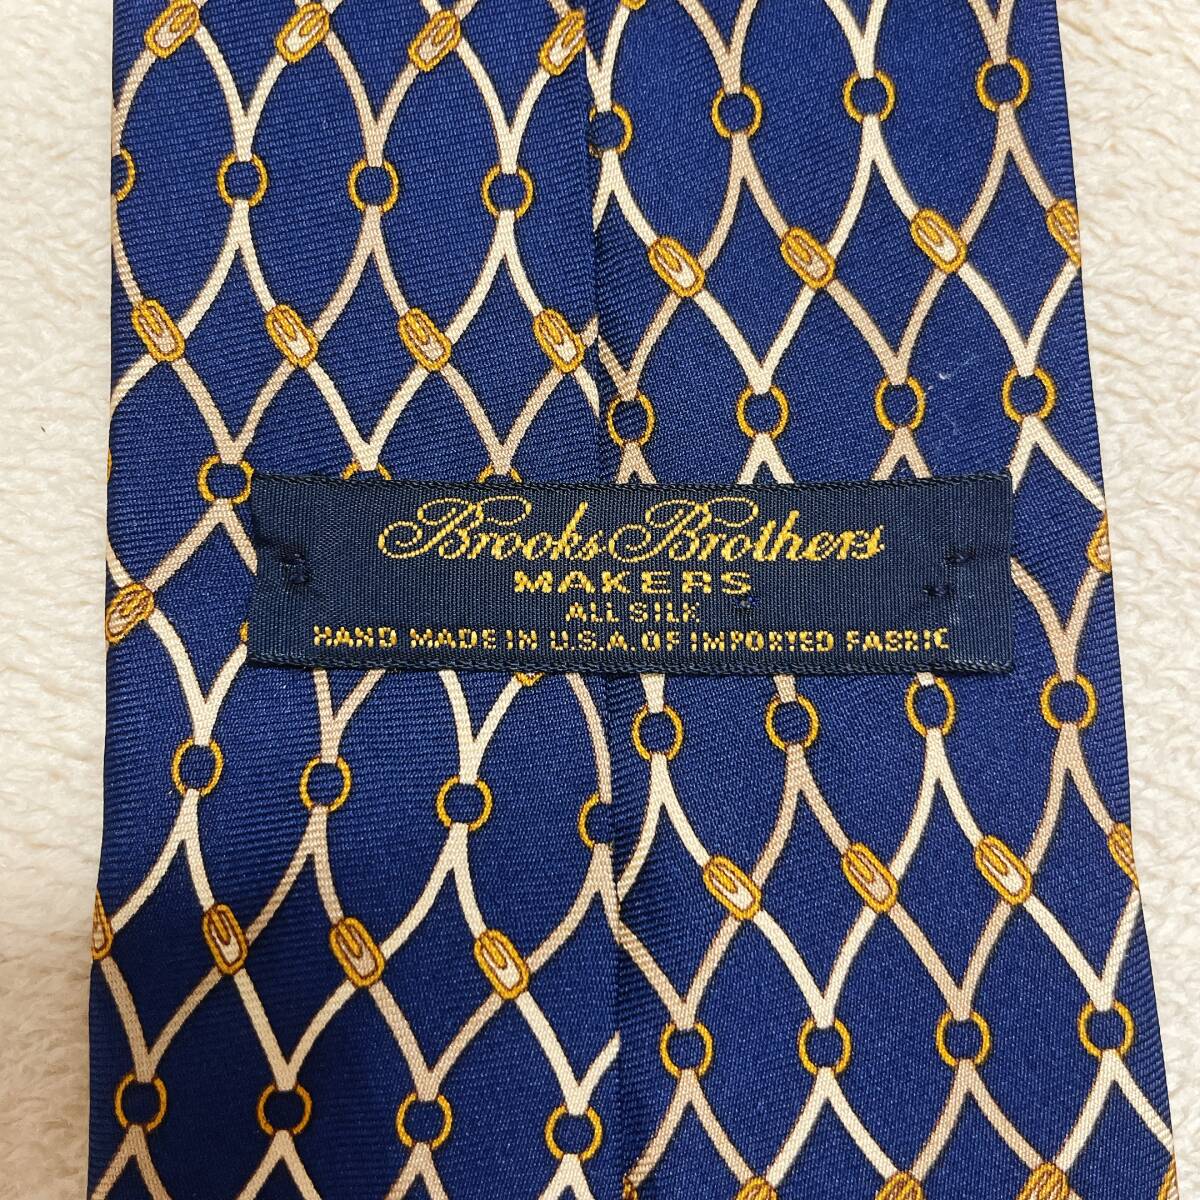 Brooks Brothers
MAKERS
ALL SILK
HAND MADE IN U.S.A. OF IMPORTED FABRIC